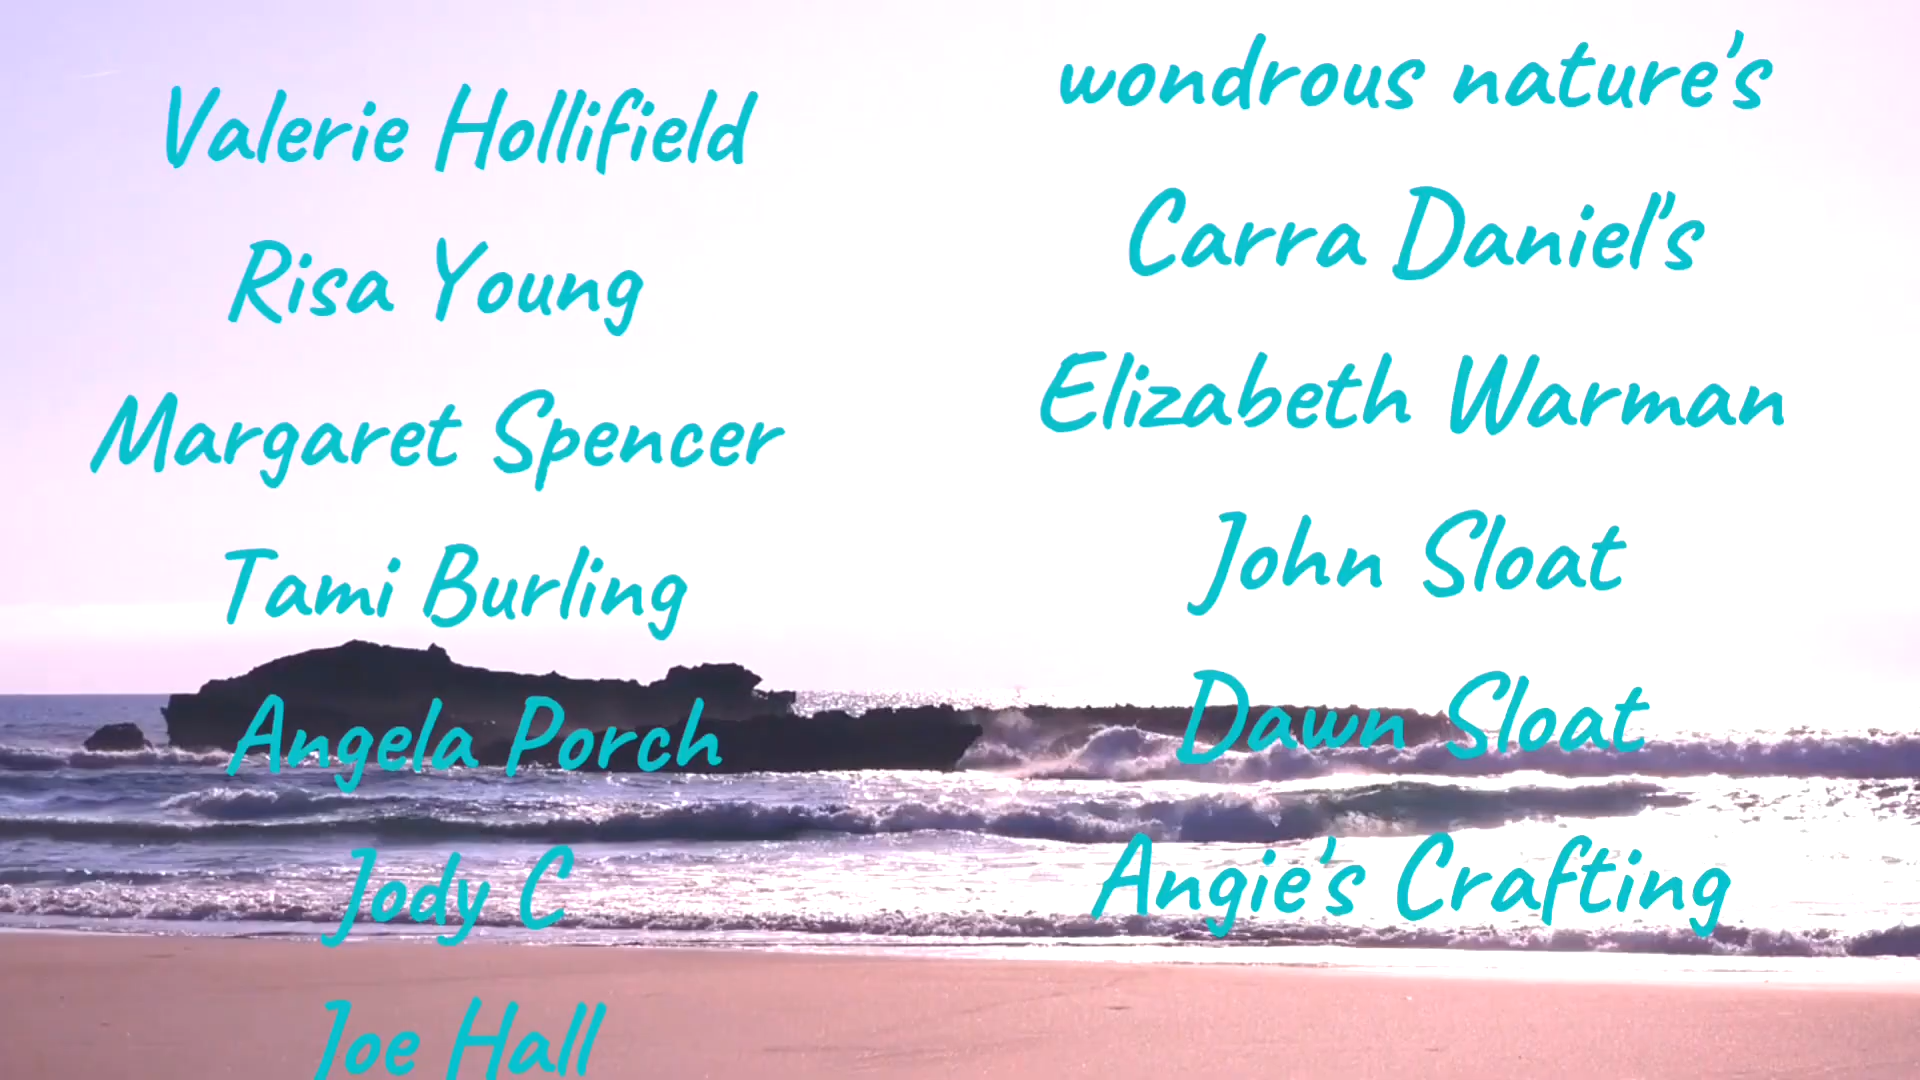 Valerie Hollifield
Risa Young
Margaret Spencer
Tami Burling
Angela Porch
Jody C
Joe Hall
wondrous nature's
Carra Daniel's
Elizabeth Warman
John Sloat
Dawn Sloat
Angie's Crafting